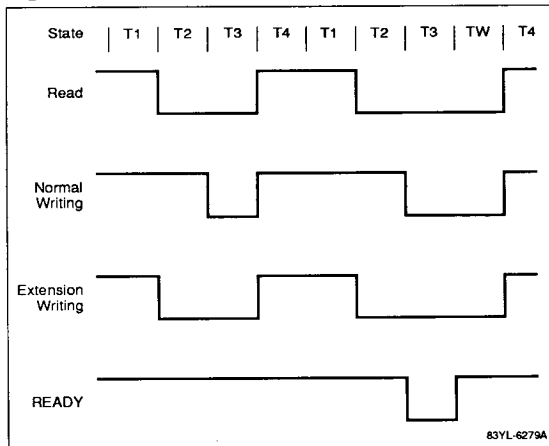 State T1 T2 T3 T4 T1 T2 T3 TW T4
Read
Normal
Writing
Extension
Writing
READY
83YL-6279A